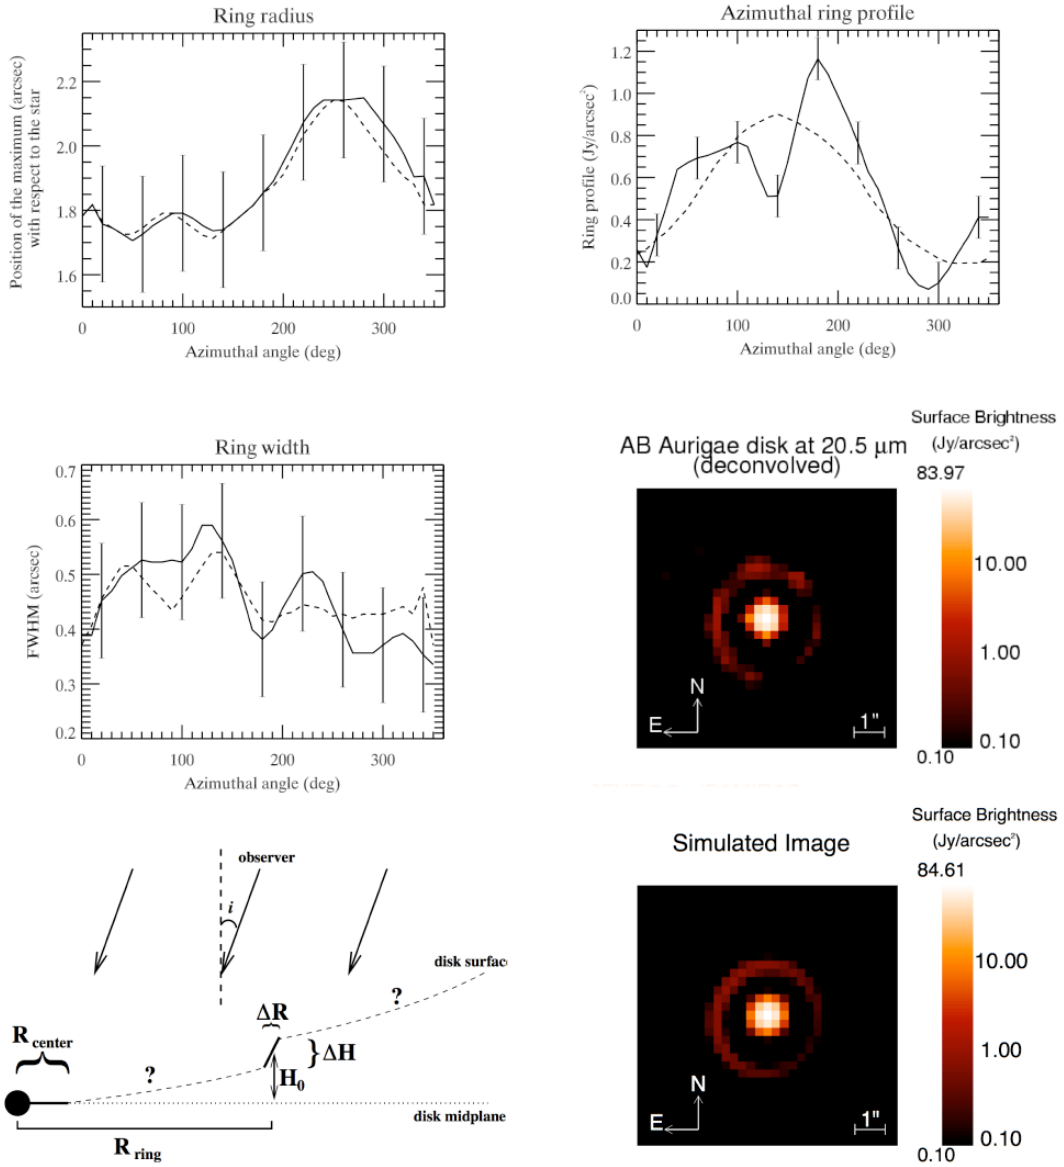 Ring radius
Position of the maximum (arcsec)
with respect to the star
2.2
2.0
1.8
1.6
0
100
200
300
Azimuthal angle (deg)
Azimuthal ring profile
Ring profile (Jy/arcsec²)
1.2
1.0
0.8
0.6
0.4
0.2
0.0
0
100
200
300
Azimuthal angle (deg)
Ring width
FWHM (arcsec)
0.7
0.6
0.5
0.4
0.3
0.2
0
100
200
300
Azimuthal angle (deg)
AB Aurigae disk at 20.5 µm
(deconvolved)
Surface Brightness
(Jy/arcsec²)
83.97
10.00
1.00
0.10
0.10
N
E
1"
observer
i
disk surfac
?
ΔR
R center
ΔH
?
H₀
disk midplane
R ring
Simulated Image
Surface Brightness
(Jy/arcsec²)
84.61
10.00
1.00
0.10
0.10
N
E
1"